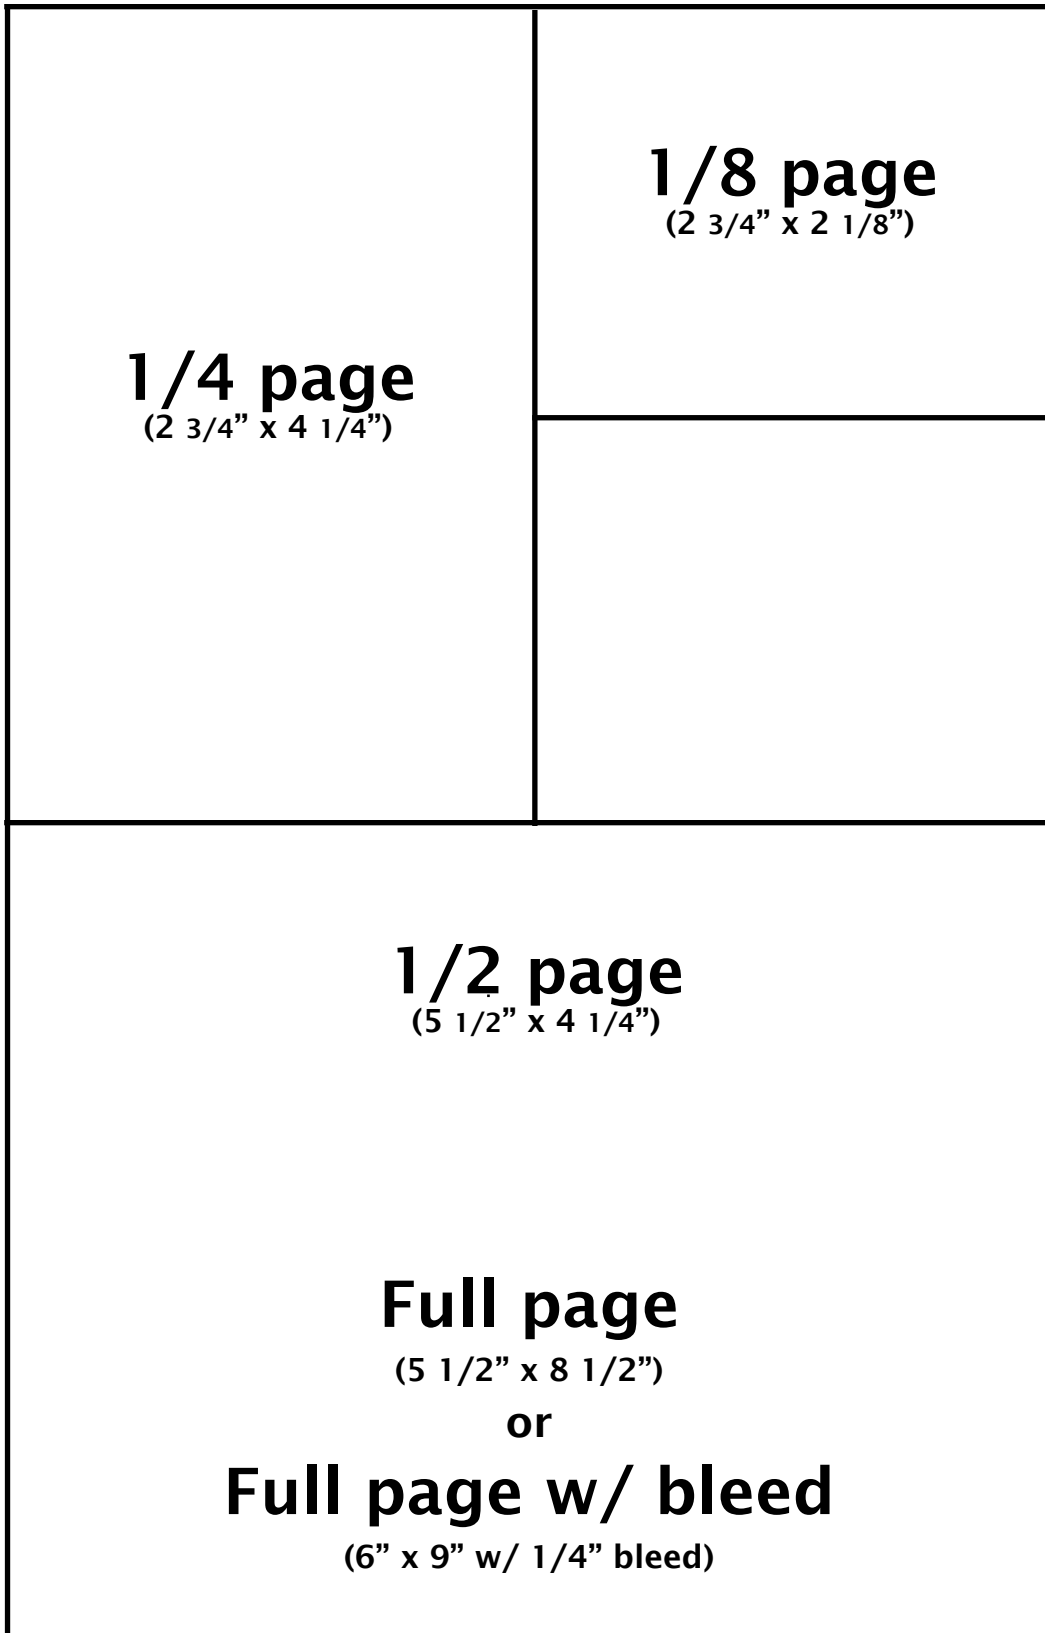 1/8 page
(2 3/4” x 2 1/8”)
1/4 page
(2 3/4” x 4 1/4”)
1/2 page
(5 1/2” x 4 1/4”)
Full page
(5 1/2” x 8 1/2”)
or
Full page w/ bleed
(6” x 9” w/ 1/4” bleed)